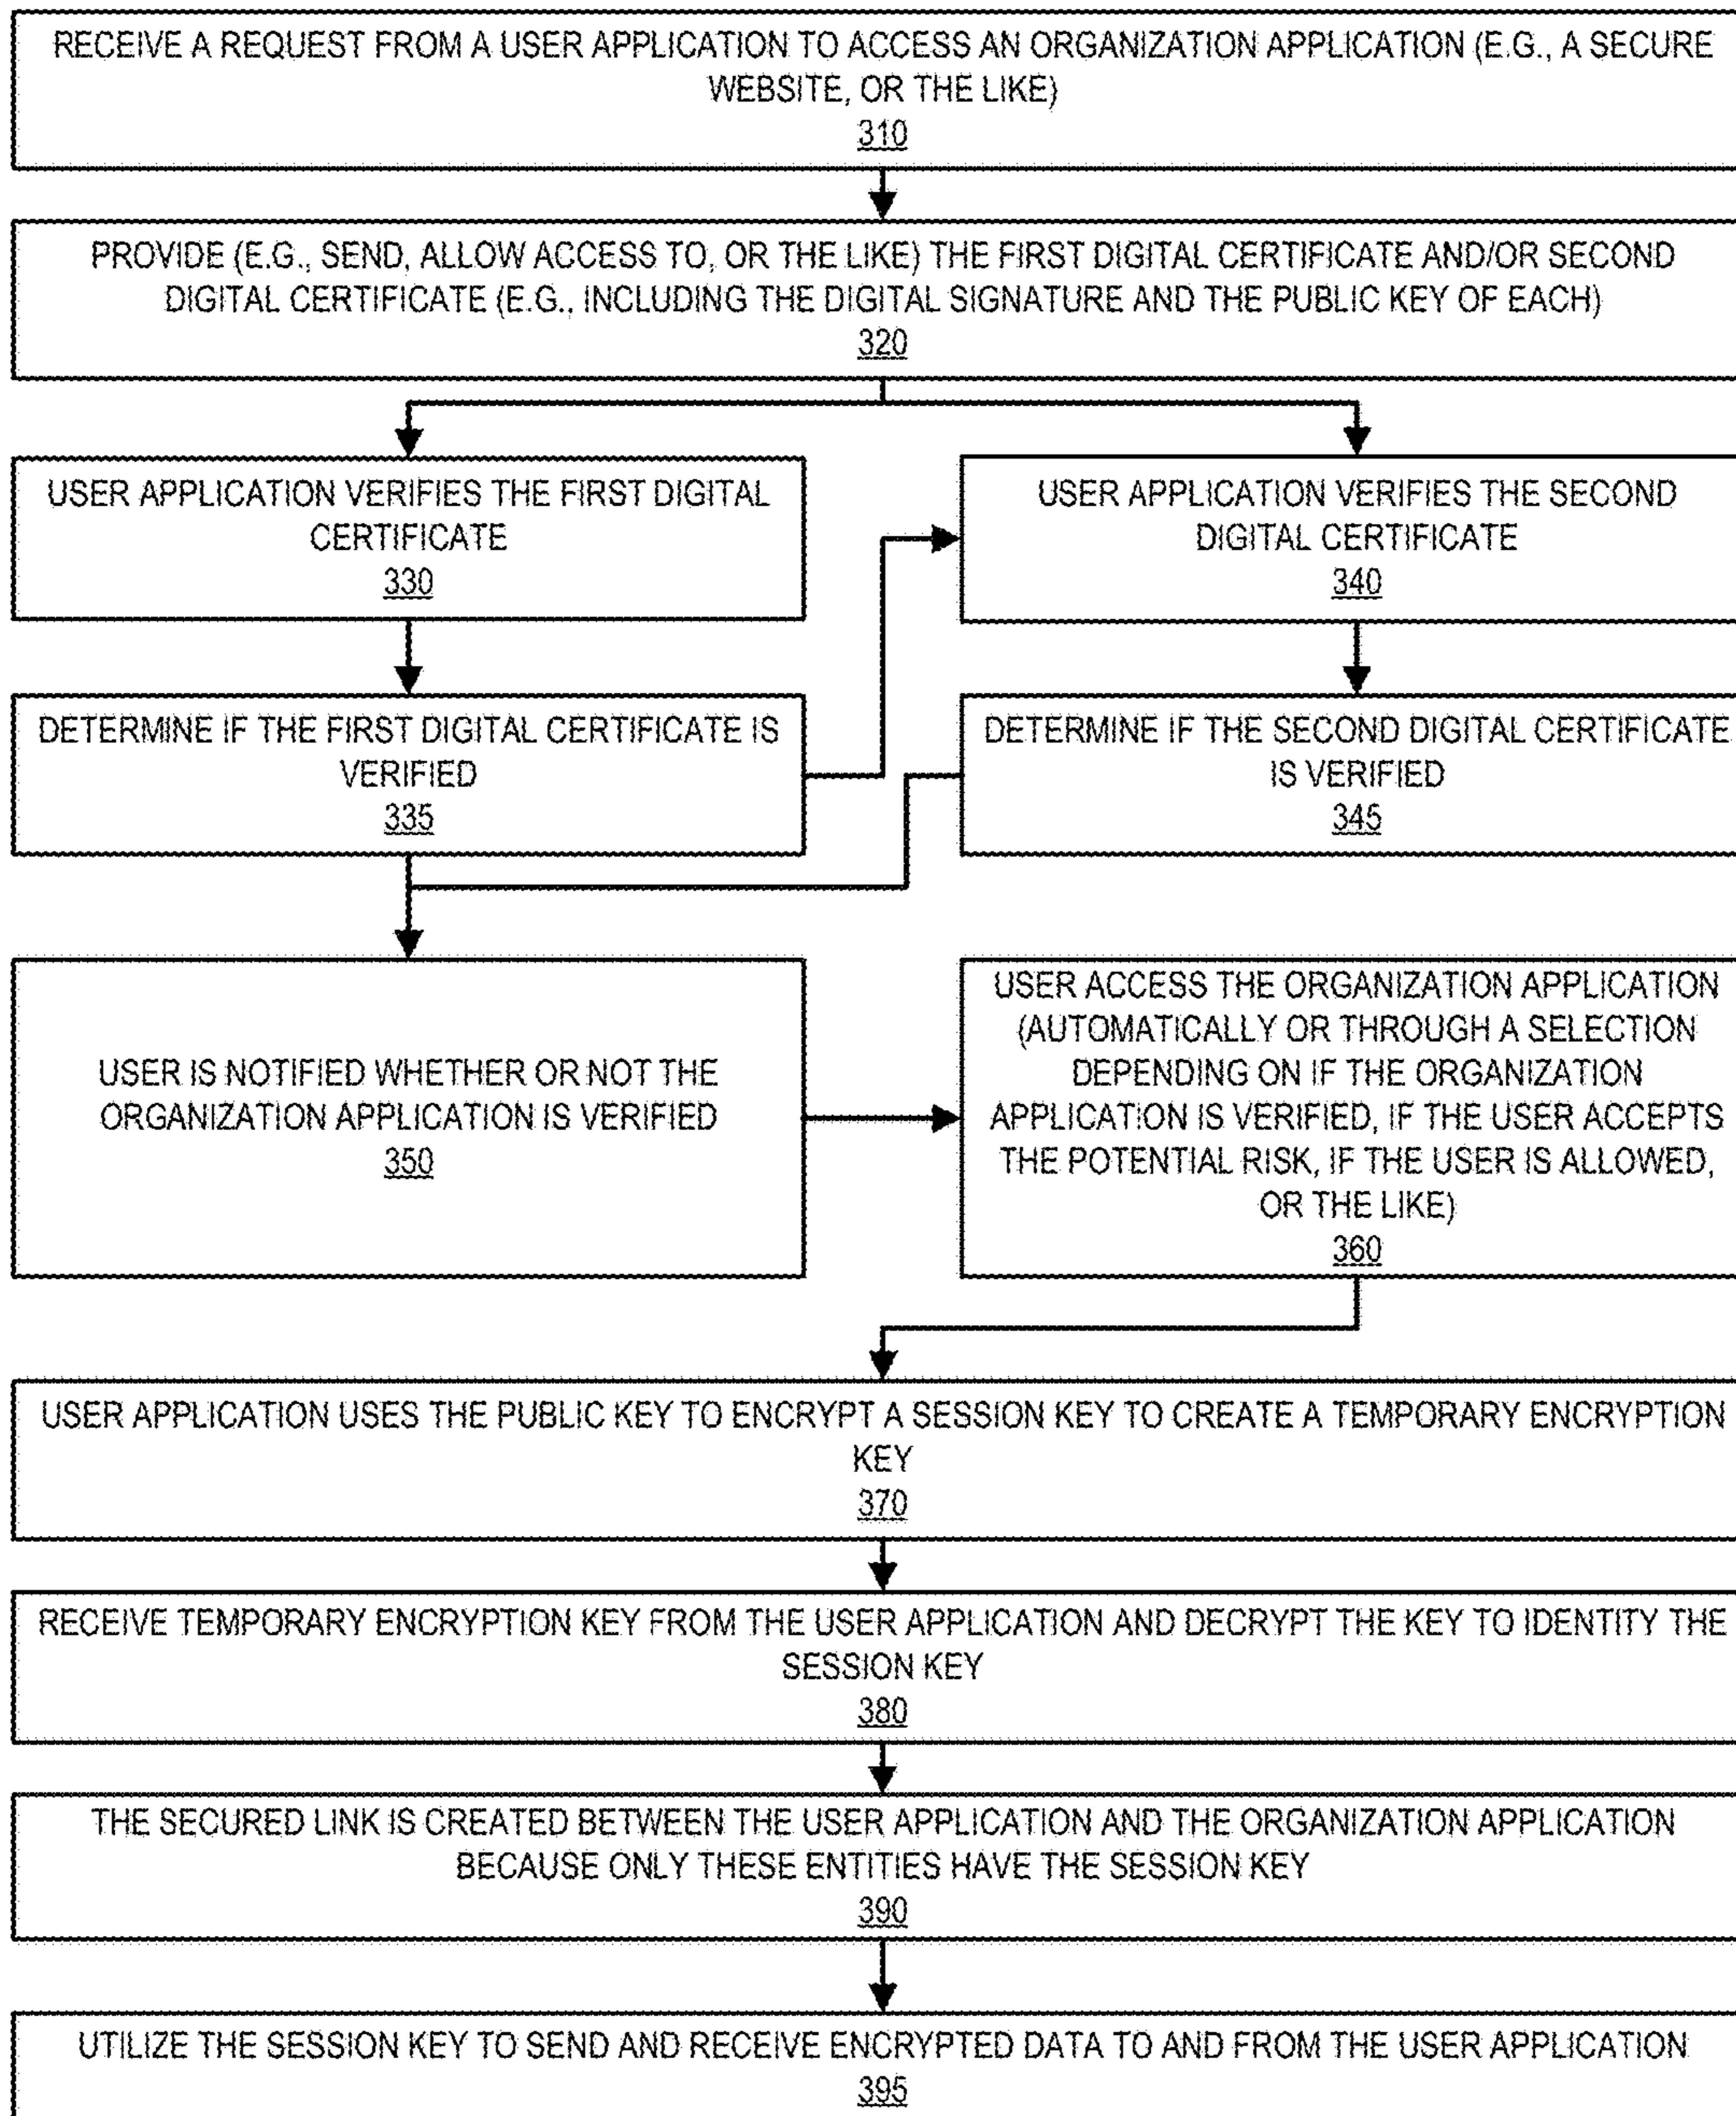 RECEIVE A REQUEST FROM A USER APPLICATION TO ACCESS AN ORGANIZATION APPLICATION (E.G., A SECURE
WEBSITE, OR THE LIKE)
310
PROVIDE (E.G., SEND, ALLOW ACCESS TO, OR THE LIKE) THE FIRST DIGITAL CERTIFICATE AND/OR SECOND
DIGITAL CERTIFICATE (E.G., INCLUDING THE DIGITAL SIGNATURE AND THE PUBLIC KEY OF EACH)
320
USER APPLICATION VERIFIES THE FIRST DIGITAL
CERTIFICATE
330
USER APPLICATION VERIFIES THE SECOND
DIGITAL CERTIFICATE
340
DETERMINE IF THE FIRST DIGITAL CERTIFICATE IS
VERIFIED
335
DETERMINE IF THE SECOND DIGITAL CERTIFICATE
IS VERIFIED
345
USER IS NOTIFIED WHETHER OR NOT THE
ORGANIZATION APPLICATION IS VERIFIED
350
USER ACCESS THE ORGANIZATION APPLICATION
(AUTOMATICALLY OR THROUGH A SELECTION
DEPENDING ON IF THE ORGANIZATION
APPLICATION IS VERIFIED, IF THE USER ACCEPTS
THE POTENTIAL RISK, IF THE USER IS ALLOWED,
OR THE LIKE)
360
USER APPLICATION USES THE PUBLIC KEY TO ENCRYPT A SESSION KEY TO CREATE A TEMPORARY ENCRYPTION
KEY
370
RECEIVE TEMPORARY ENCRYPTION KEY FROM THE USER APPLICATION AND DECRYPT THE KEY TO IDENTITY THE
SESSION KEY
380
THE SECURED LINK IS CREATED BETWEEN THE USER APPLICATION AND THE ORGANIZATION APPLICATION
BECAUSE ONLY THESE ENTITIES HAVE THE SESSION KEY
390
UTILIZE THE SESSION KEY TO SEND AND RECEIVE ENCRYPTED DATA TO AND FROM THE USER APPLICATION
395